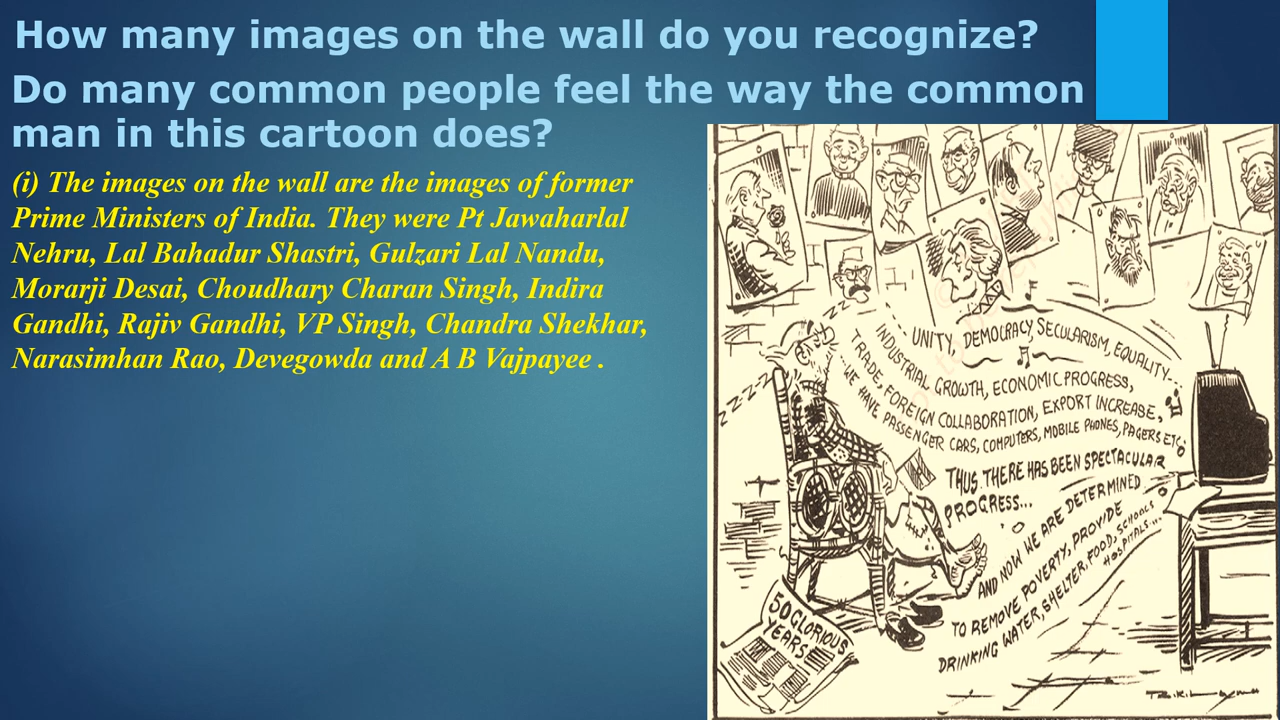 How many images on the wall do you recognize?
Do many common people feel the way the common
man in this cartoon does?
(i) The images on the wall are the images of former
Prime Ministers of India. They were Pt Jawaharlal
Nehru, Lal Bahadur Shastri, Gulzari Lal Nandu,
Morarji Desai, Choudhary Charan Singh, Indira
Gandhi, Rajiv Gandhi, VP Singh, Chandra Shekhar,
Narasimhan Rao, Devegowda and A B Vajpayee .
UNITY, DEMOCRACY, SECULARISM, EQUALITY...
INDUSTRIAL GROWTH, ECONOMIC PROGRESS,
TRADE, FOREIGN COLLABORATION, EXPORT INCREASE,
... WE HAVE PASSENGER CARS, COMPUTERS, MOBILE PHONES, PAGERS ETC.
THUS THERE HAS BEEN SPECTACULAR
PROGRESS...
AND NOW WE ARE DETERMINED
TO REMOVE POVERTY, PROVIDE
DRINKING WATER, SHELTER, FOOD, SCHOOLS
HOSPITALS...
ZZZZZ
50 GLORIOUS
YEARS